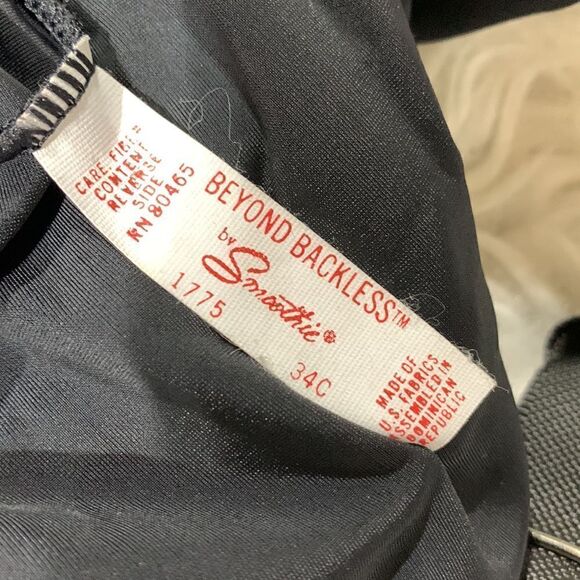 CARE. FIBER
CONTENT
REVERSE
SIDE
RN 80465
BEYOND BACKLESS™
by
Smoothie®
1775
34C
MADE OF
U.S. FABRICS
ASSEMBLED IN
DOMINICAN
REPUBLIC